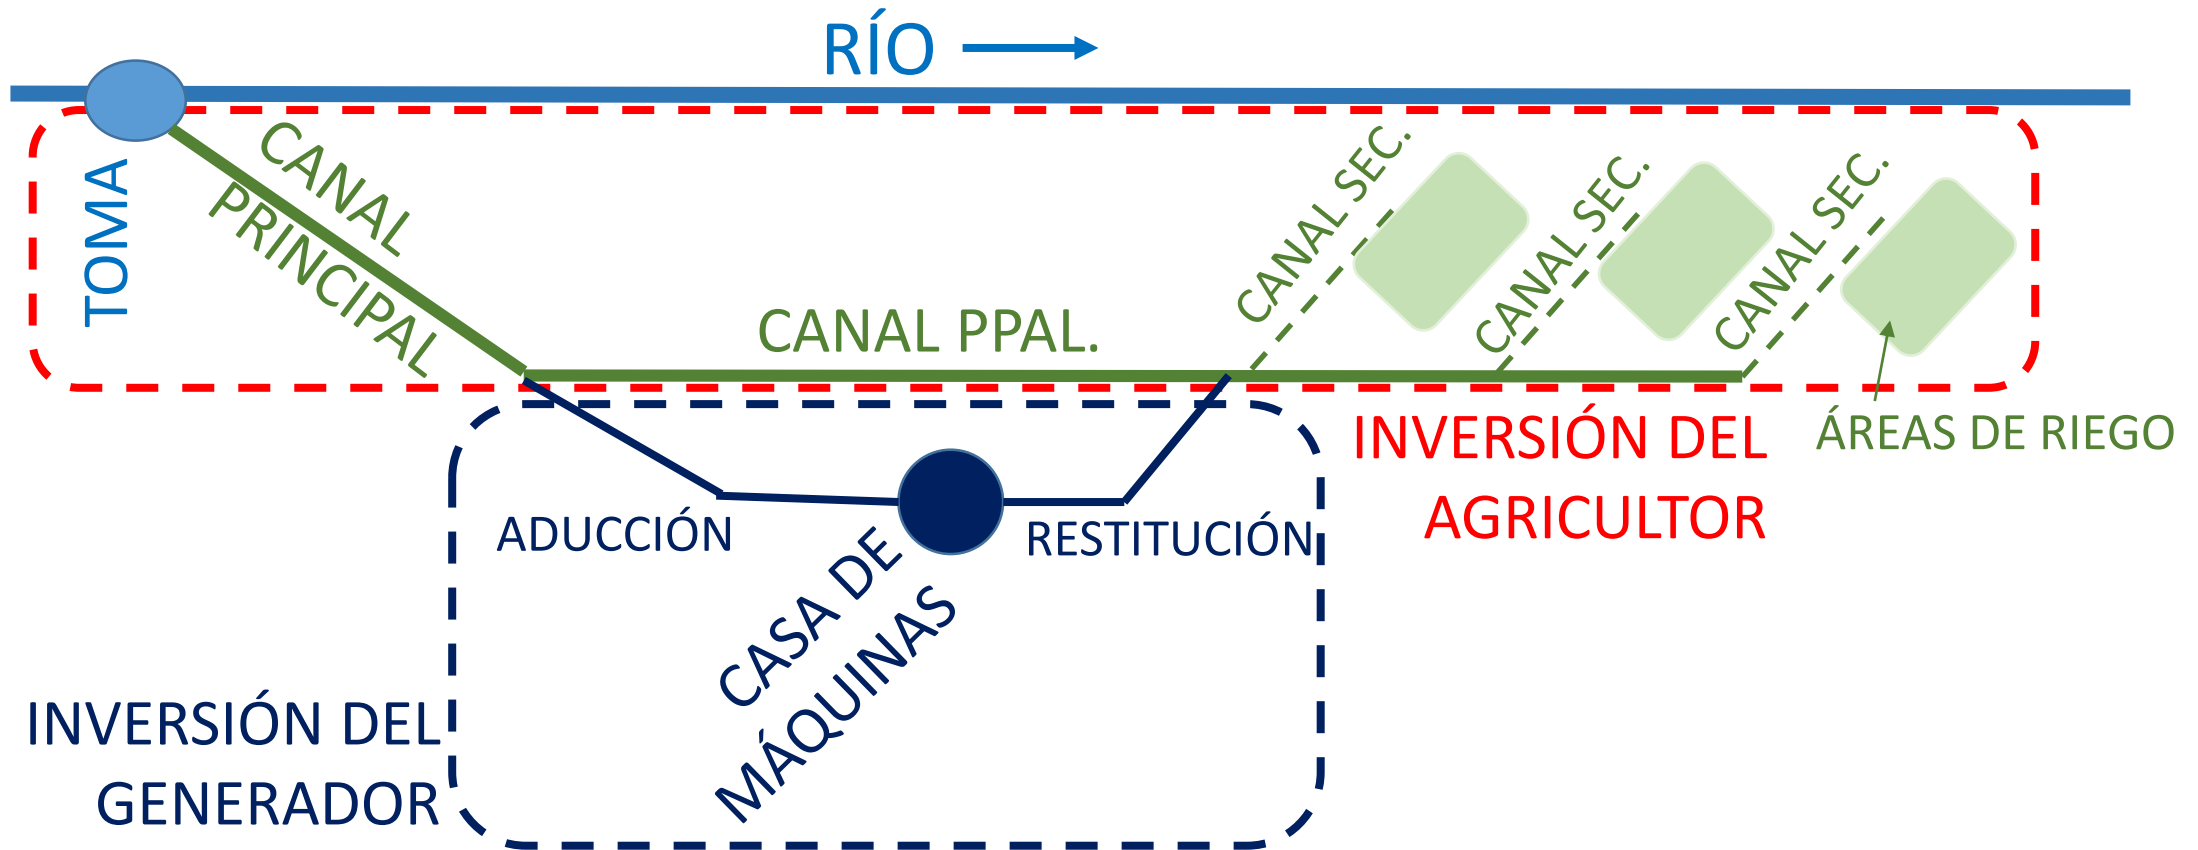 RÍO
TOMA
CANAL
PRINCIPAL
CANAL PPAL.
CANAL SEC.
CANAL SEC.
CANAL SEC.
INVERSIÓN DEL
AGRICULTOR
ÁREAS DE RIEGO
ADUCCIÓN
RESTITUCIÓN
CASA DE
MÁQUINAS
INVERSIÓN DEL
GENERADOR